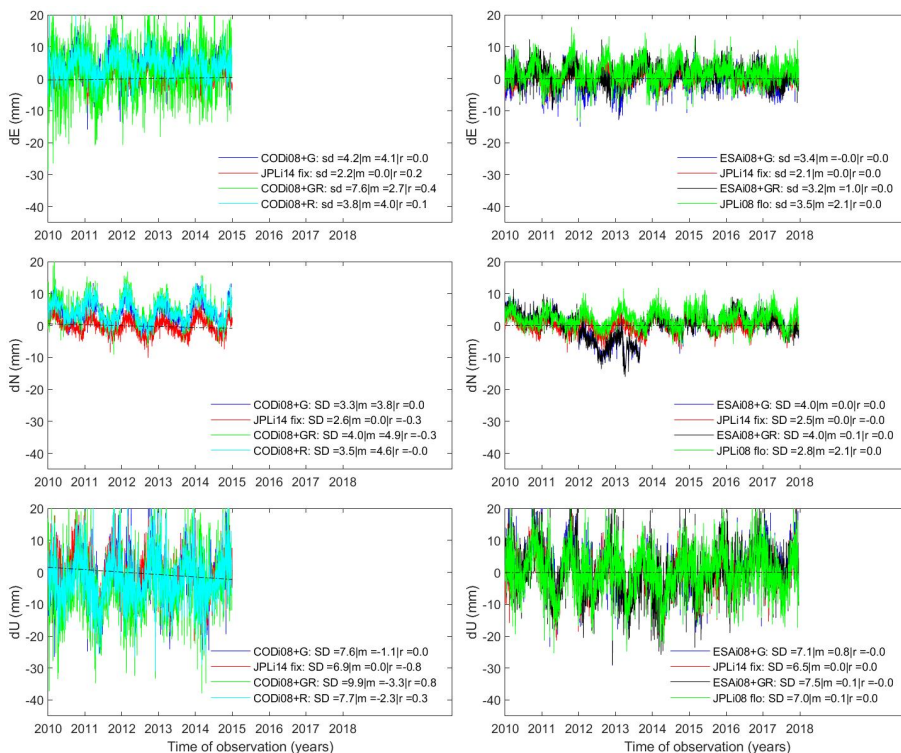 20
10
0
-10
-20
-30
-40
dE (mm)
CODi08+G: sd =4.2|m =4.1|r =0.0
JPLi14 fix: sd =2.2|m =0.0|r =0.2
CODi08+GR: sd =7.6|m =2.7|r =0.4
CODi08+R: sd =3.8|m =4.0|r =0.1
2010 2011 2012 2013 2014 2015 2016 2017 2018
20
10
0
-10
-20
-30
-40
dE (mm)
ESAi08+G: sd =3.4|m =-0.0|r =0.0
JPLi14 fix: sd =2.1|m =0.0|r =0.0
ESAi08+GR: sd =3.2|m =1.0|r =0.0
JPLi08 flo: sd =3.5|m =2.1|r =0.0
2010 2011 2012 2013 2014 2015 2016 2017 2018
20
10
0
-10
-20
-30
-40
dN (mm)
CODi08+G: SD =3.3|m =3.8|r =0.0
JPLi14 fix: SD =2.6|m =0.0|r =-0.3
CODi08+GR: SD =4.0|m =4.9|r =-0.3
CODi08+R: SD =3.5|m =4.6|r =-0.0
2010 2011 2012 2013 2014 2015 2016 2017 2018
20
10
0
-10
-20
-30
-40
dN (mm)
ESAi08+G: SD =4.0|m =0.0|r =0.0
JPLi14 fix: SD =2.5|m =0.0|r =-0.0
ESAi08+GR: SD =4.0|m =0.1|r =0.0
JPLi08 flo: SD =2.8|m =2.1|r =0.0
2010 2011 2012 2013 2014 2015 2016 2017 2018
20
10
0
-10
-20
-30
-40
dU (mm)
CODi08+G: SD =7.6|m =-1.1|r =0.0
JPLi14 fix: SD =6.9|m =0.0|r =-0.8
CODi08+GR: SD =9.9|m =-3.3|r =0.8
CODi08+R: SD =7.7|m =-2.3|r =0.3
2010 2011 2012 2013 2014 2015 2016 2017 2018
Time of observation (years)
20
10
0
-10
-20
-30
-40
dU (mm)
ESAi08+G: SD =7.1|m =0.8|r =-0.0
JPLi14 fix: SD =6.5|m =0.0|r =0.0
ESAi08+GR: SD =7.5|m =0.1|r =-0.0
JPLi08 flo: SD =7.0|m =0.1|r =0.0
2010 2011 2012 2013 2014 2015 2016 2017 2018
Time of observation (years)